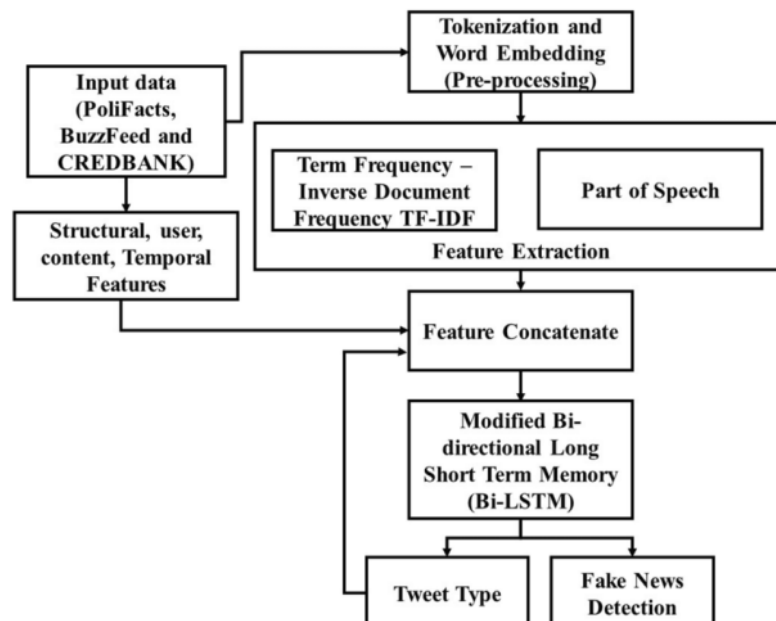 Tokenization and
Word Embedding
(Pre-processing)
Input data
(PoliFacts,
BuzzFeed and
CREDBANK)
Term Frequency –
Inverse Document
Frequency TF-IDF
Part of Speech
Feature Extraction
Structural, user,
content, Temporal
Features
Feature Concatenate
Modified Bi-
directional Long
Short Term Memory
(Bi-LSTM)
Tweet Type
Fake News
Detection